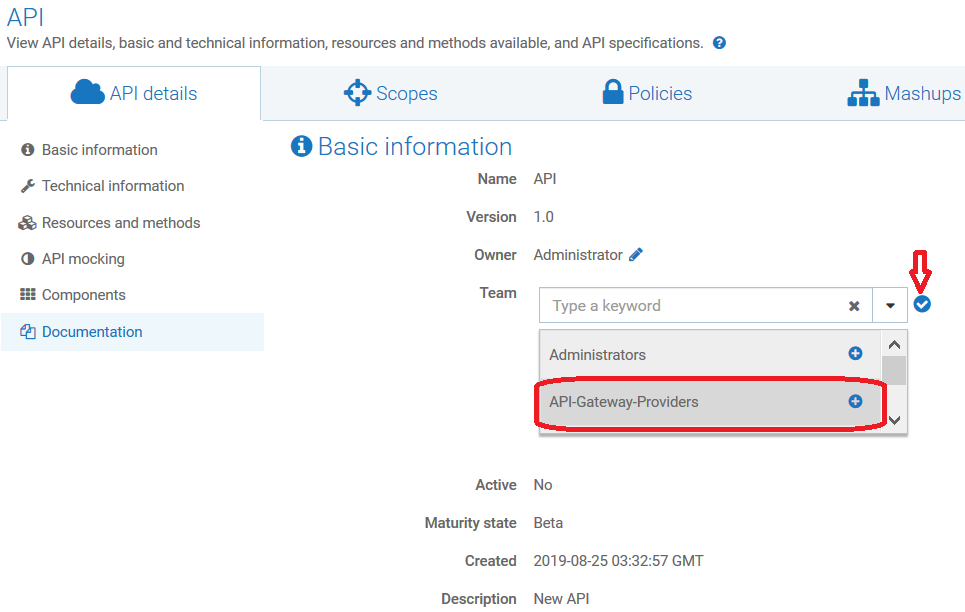 API
View API details, basic and technical information, resources and methods available, and API specifications.
API details
Scopes
Policies
Mashups
Basic information
Technical information
Resources and methods
API mocking
Components
Documentation
Basic information
Name API
Version 1.0
Owner Administrator
Team
Type a keyword
Administrators
API-Gateway-Providers
Active No
Maturity state Beta
Created 2019-08-25 03:32:57 GMT
Description New API